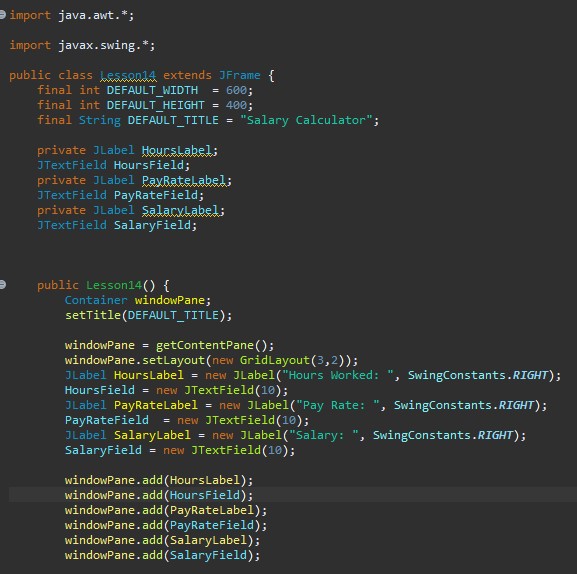 import java.awt.*;
import javax.swing.*;
public class Lesson14 extends JFrame {
final int DEFAULT_WIDTH  = 600;
final int DEFAULT_HEIGHT = 400;
final String DEFAULT_TITLE = "Salary Calculator";
private JLabel HoursLabel;
JTextField HoursField;
private JLabel PayRateLabel;
JTextField PayRateField;
private JLabel SalaryLabel;
JTextField SalaryField;
public Lesson14() {
Container windowPane;
setTitle(DEFAULT_TITLE);
windowPane = getContentPane();
windowPane.setLayout(new GridLayout(3,2));
JLabel HoursLabel = new JLabel("Hours Worked: ", SwingConstants.RIGHT);
HoursField = new JTextField(10);
JLabel PayRateLabel = new JLabel("Pay Rate: ", SwingConstants.RIGHT);
PayRateField  = new JTextField(10);
JLabel SalaryLabel = new JLabel("Salary: ", SwingConstants.RIGHT);
SalaryField = new JTextField(10);
windowPane.add(HoursLabel);
windowPane.add(HoursField);
windowPane.add(PayRateLabel);
windowPane.add(PayRateField);
windowPane.add(SalaryLabel);
windowPane.add(SalaryField);